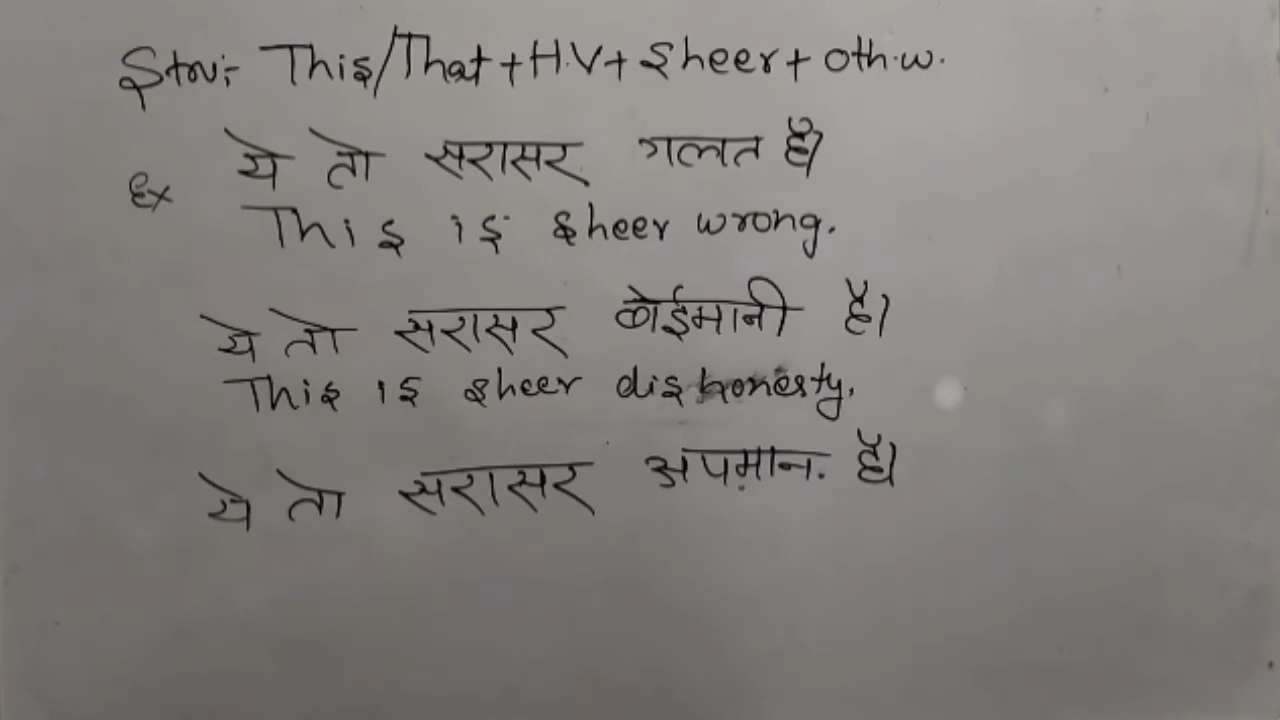 Stru:- This/That + H.V + Sheer + oth.w.
ये तो सरासर गलत है।
Ex
This is sheer wrong.
ये तो सरासर बेईमानी है।
This is sheer dishonesty.
ये तो सरासर अपमान है।